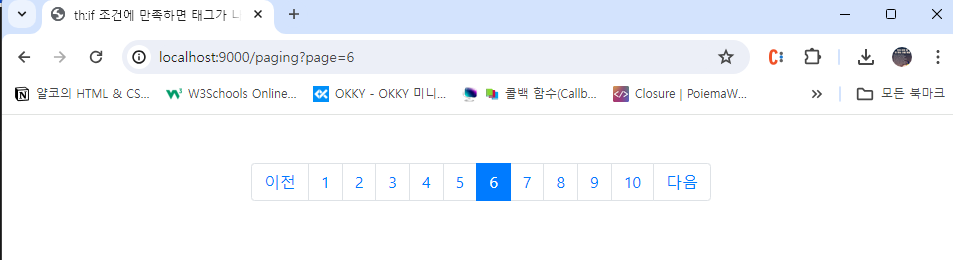 th:if 조건에 만족하면 태그가 나
localhost:9000/paging?page=6
얄코의 HTML & CS... W3Schools Online... OKKY - OKKY 미니... 콜백 함수(Callb... Closure | PoiemaW... 모든 북마크
이전 1 2 3 4 5 6 7 8 9 10 다음